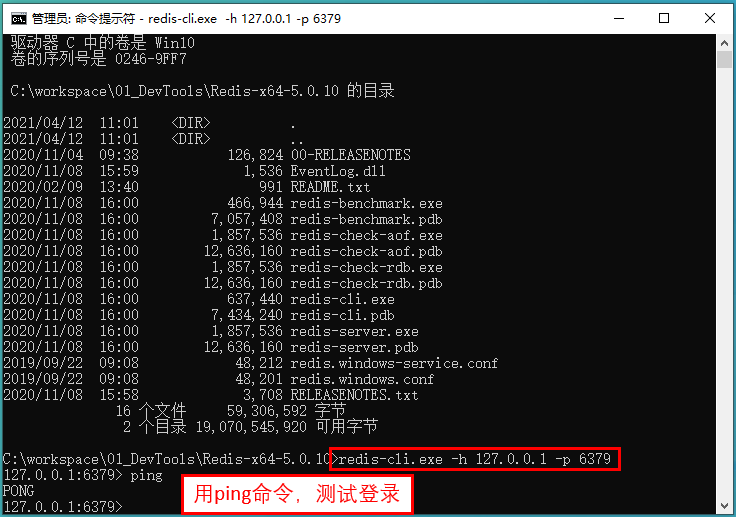 管理员: 命令提示符 - redis-cli.exe -h 127.0.0.1 -p 6379
驱动器 C 中的卷是 Win10
卷的序列号是 0246-9FF7
C:\workspace\01_DevTools\Redis-x64-5.0.10 的目录
2021/04/12 11:01 <DIR> .
2021/04/12 11:01 <DIR> ..
2020/11/04 09:38 126,824 00-RELEASENOTES
2020/11/08 15:59 1,536 EventLog.dll
2020/02/09 13:40 991 README.txt
2020/11/08 16:00 466,944 redis-benchmark.exe
2020/11/08 16:00 7,057,408 redis-benchmark.pdb
2020/11/08 16:00 1,857,536 redis-check-aof.exe
2020/11/08 16:00 12,636,160 redis-check-aof.pdb
2020/11/08 16:00 1,857,536 redis-check-rdb.exe
2020/11/08 16:00 12,636,160 redis-check-rdb.pdb
2020/11/08 16:00 637,440 redis-cli.exe
2020/11/08 16:00 7,434,240 redis-cli.pdb
2020/11/08 16:00 1,857,536 redis-server.exe
2020/11/08 16:00 12,636,160 redis-server.pdb
2019/09/22 09:08 48,212 redis.windows-service.conf
2019/09/22 09:08 48,201 redis.windows.conf
2020/11/08 15:58 3,708 RELEASENOTES.txt
16 个文件 59,306,592 字节
2 个目录 19,070,545,920 可用字节
C:\workspace\01_DevTools\Redis-x64-5.0.10>redis-cli.exe -h 127.0.0.1 -p 6379
127.0.0.1:6379> ping
PONG
127.0.0.1:6379>
用ping命令，测试登录